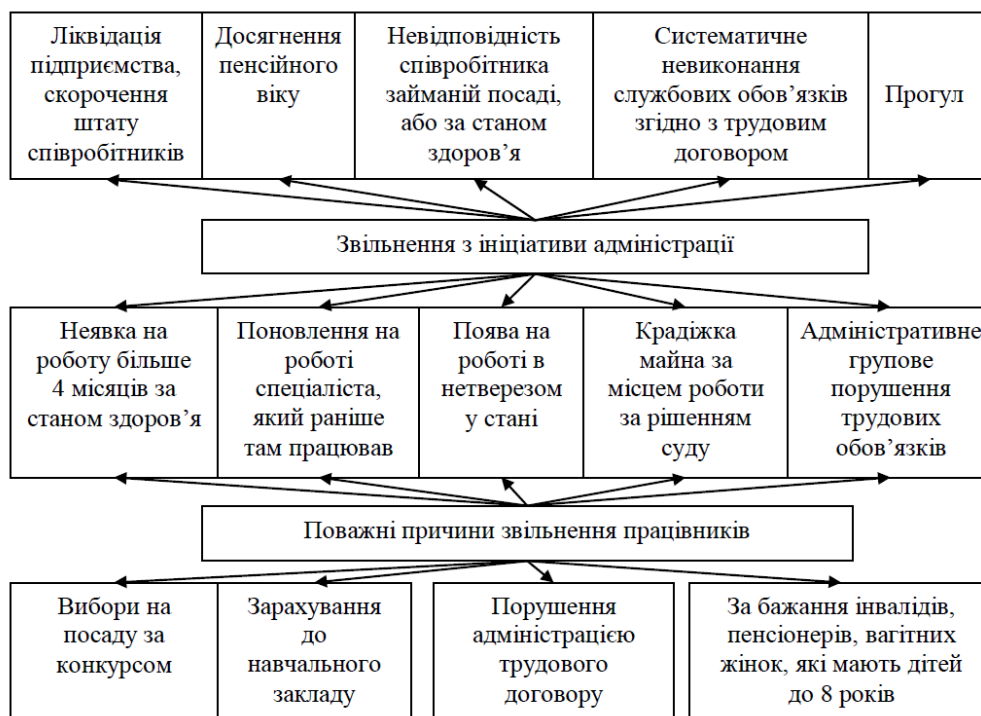 Ліквідація
підприємства,
скорочення
штату
співробітників
Досягнення
пенсійного
віку
Невідповідність
співробітника
займаній посаді,
або за станом
здоров’я
Систематичне
невиконання
службових обов’язків
згідно з трудовим
договором
Прогул
Звільнення з ініціативи адміністрації
Неявка на
роботу більше
4 місяців за
станом здоров’я
Поновлення на
роботі
спеціаліста,
який раніше
там працював
Поява на
роботі в
нетверезом
у стані
Крадіжка
майна за
місцем роботи
за рішенням
суду
Адміністративне
групове
порушення
трудових
обов’язків
Поважні причини звільнення працівників
Вибори на
посаду за
конкурсом
Зарахування
до
навчального
закладу
Порушення
адміністрацією
трудового
договору
За бажання інвалідів,
пенсіонерів, вагітних
жінок, які мають дітей
до 8 років